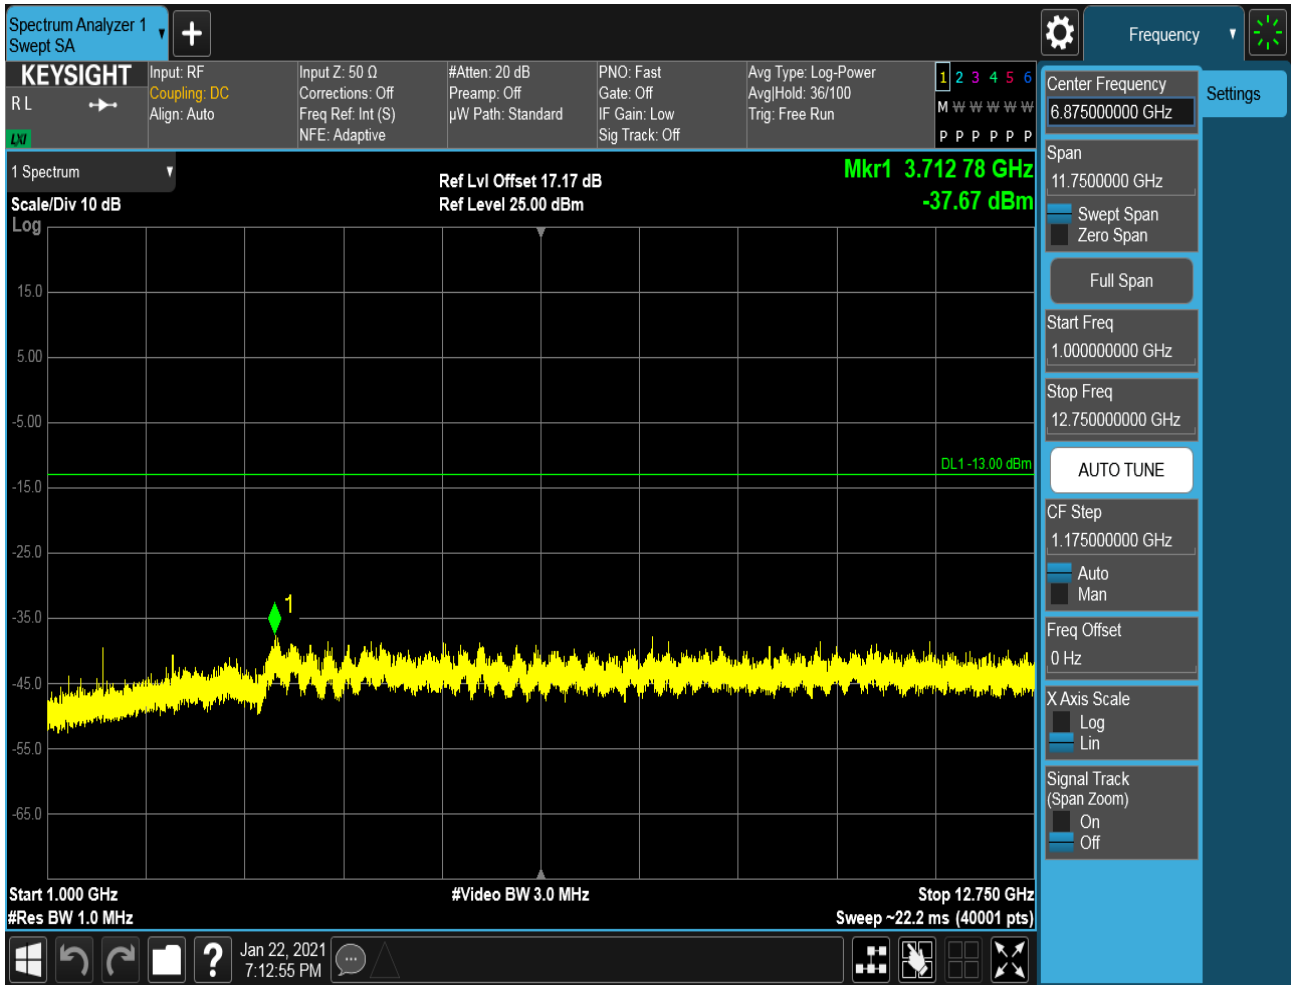 Spectrum Analyzer 1
Swept SA
+
Frequency
KEYSIGHT
R L
LXI
Input: RF
Coupling: DC
Align: Auto
Input Z: 50 Ω
Corrections: Off
Freq Ref: Int (S)
NFE: Adaptive
#Atten: 20 dB
Preamp: Off
µW Path: Standard
PNO: Fast
Gate: Off
IF Gain: Low
Sig Track: Off
Avg Type: Log-Power
Avg|Hold: 36/100
Trig: Free Run
1 2 3 4 5 6
M W W W W W
P P P P P P
Center Frequency
6.875000000 GHz
Settings
Span
11.7500000 GHz
Swept Span
Zero Span
Full Span
Start Freq
1.000000000 GHz
Stop Freq
12.750000000 GHz
AUTO TUNE
CF Step
1.175000000 GHz
Auto
Man
Freq Offset
0 Hz
X Axis Scale
Log
Lin
Signal Track
(Span Zoom)
On
Off
1 Spectrum
Scale/Div 10 dB
Log
Ref Lvl Offset 17.17 dB
Ref Level 25.00 dBm
Mkr1 3.712 78 GHz
-37.67 dBm
15.0
5.00
-5.00
DL1 -13.00 dBm
-15.0
-25.0
1
-35.0
-45.0
-55.0
-65.0
Start 1.000 GHz
#Video BW 3.0 MHz
Stop 12.750 GHz
#Res BW 1.0 MHz
Sweep ~22.2 ms (40001 pts)
?
Jan 22, 2021
7:12:55 PM